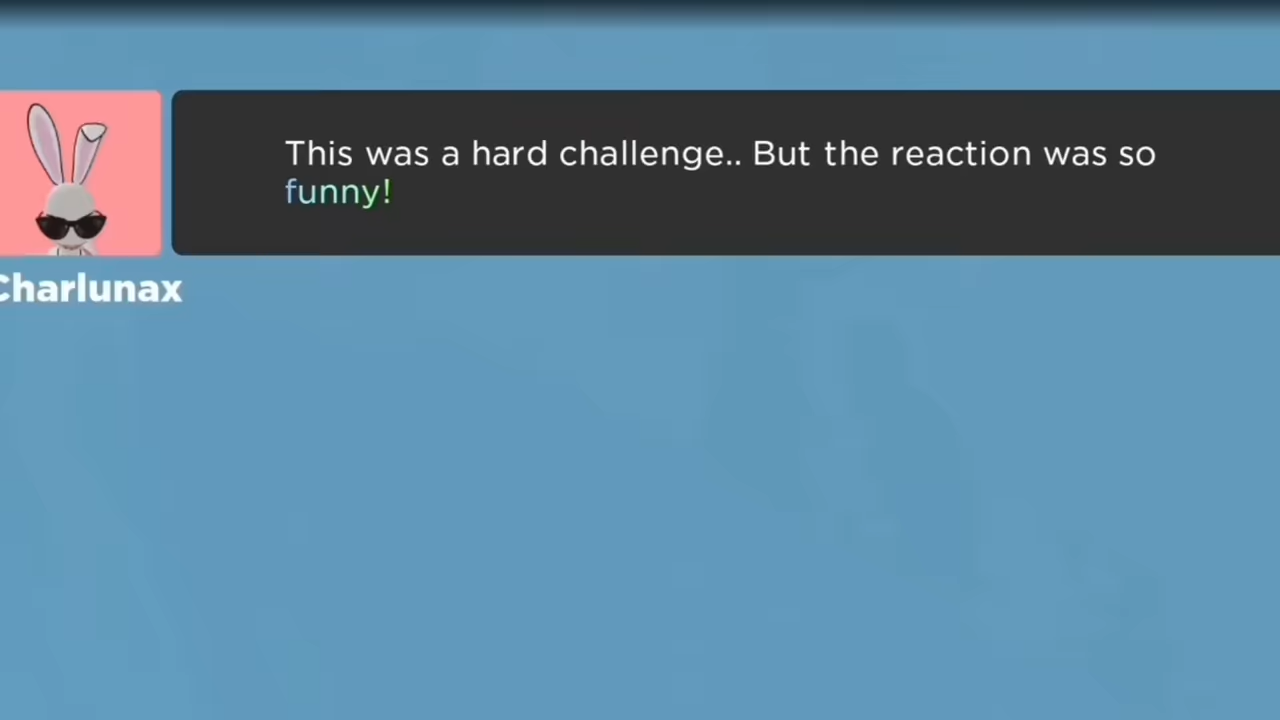 This was a hard challenge.. But the reaction was so
funny!
Charlunax